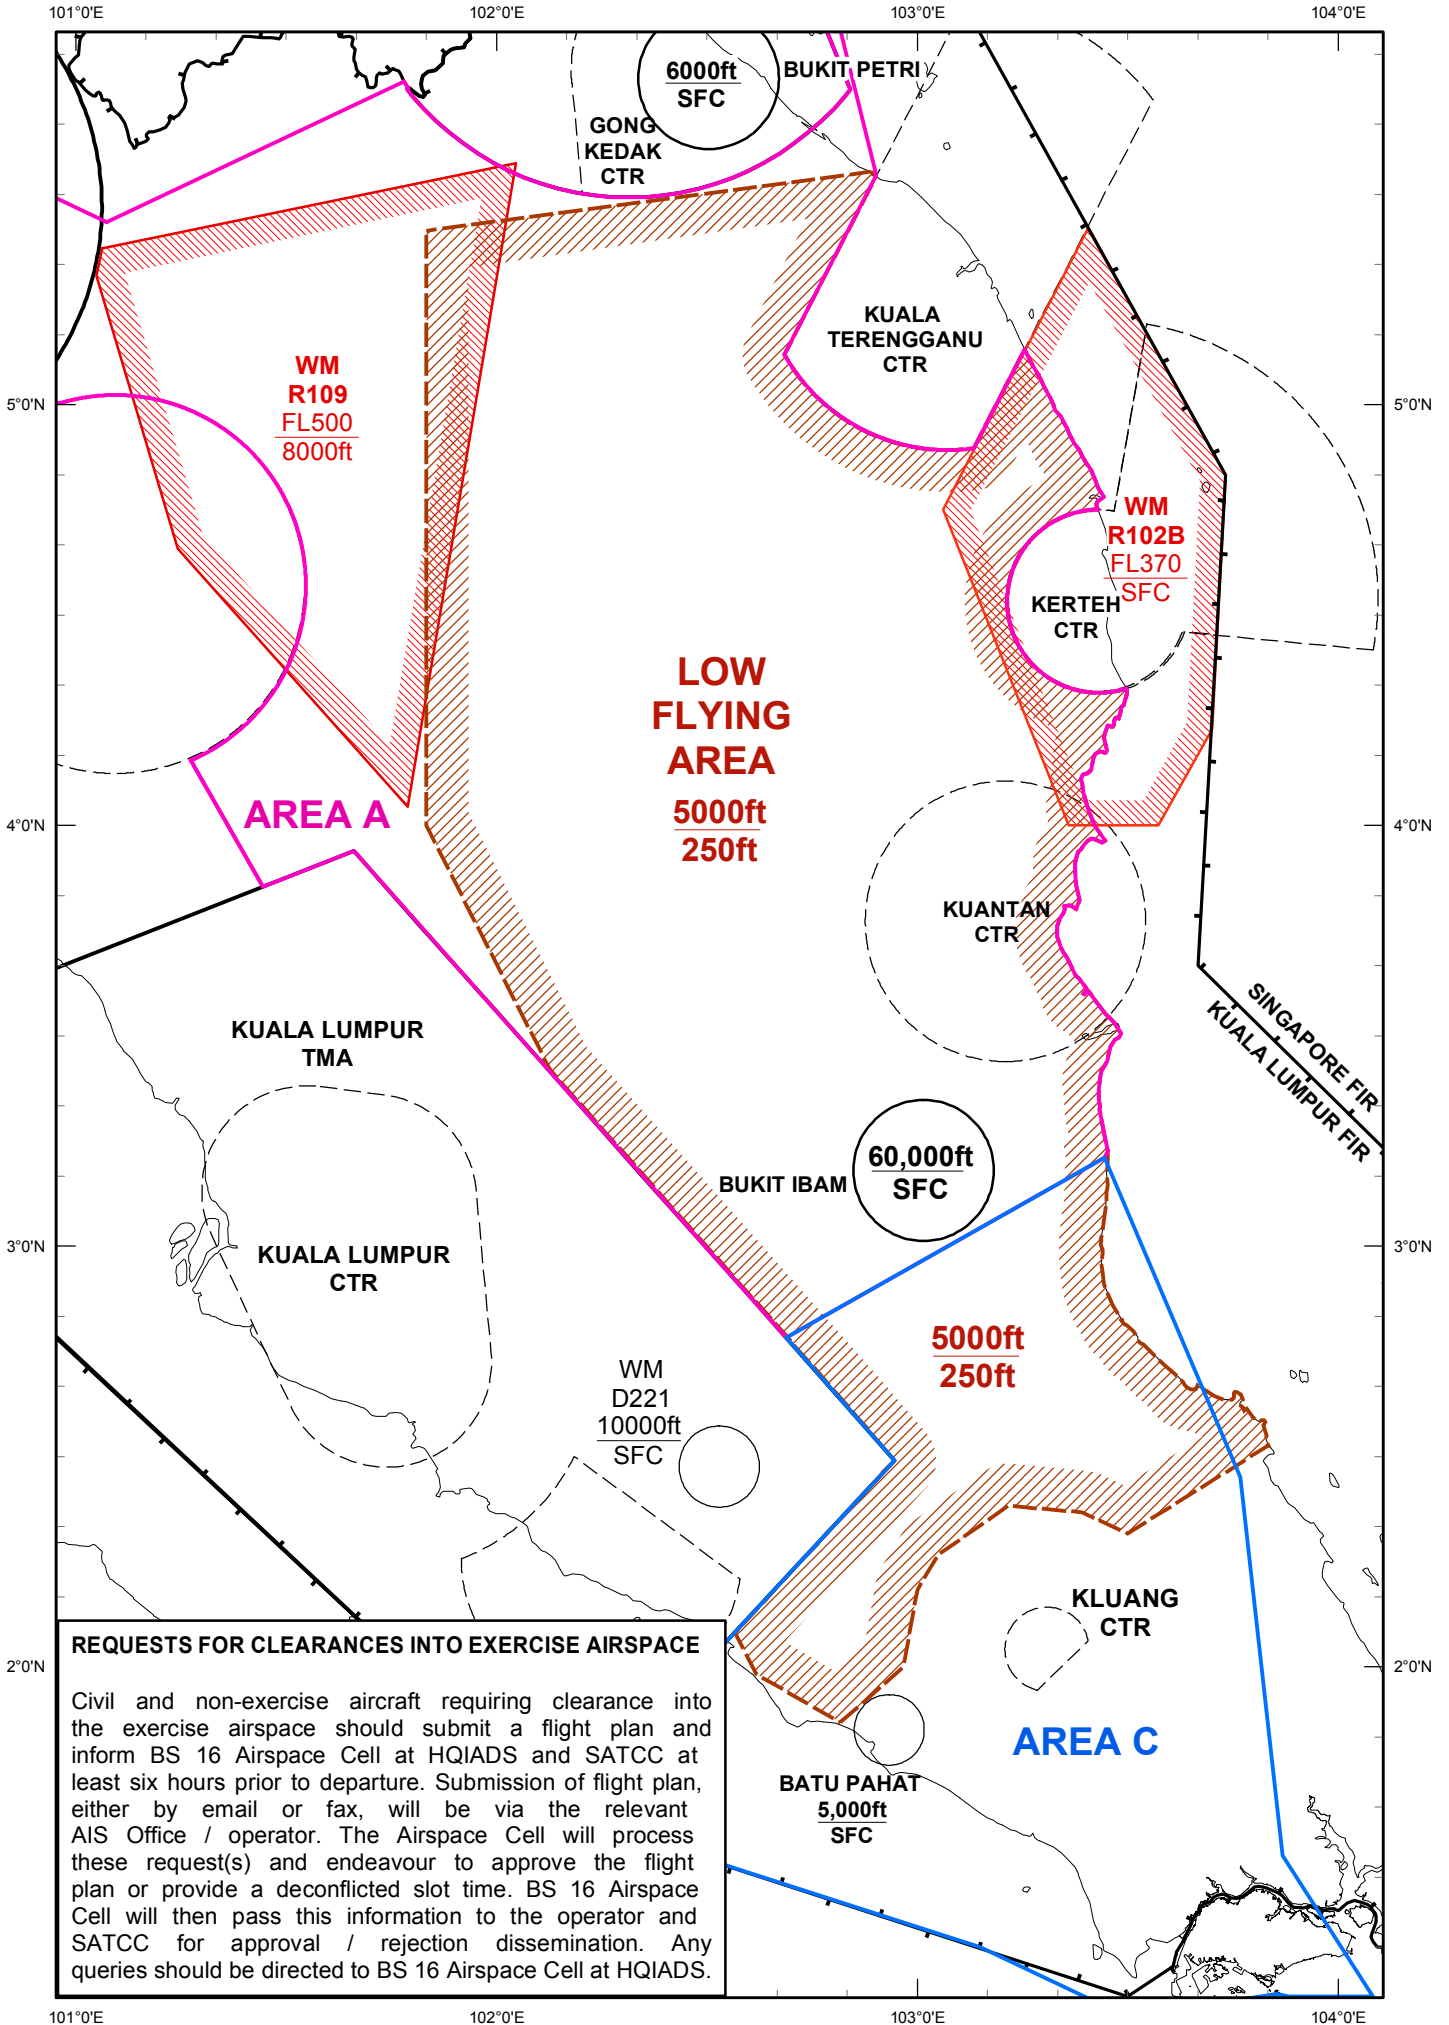 101°0'E
102°0'E
103°0'E
104°0'E
6000ft
SFC
BUKIT PETRI
GONG
KEDAK
CTR
KUALA
TERENGGANU
CTR
WM
R109
FL500
8000ft
5°0'N
5°0'N
WM
R102B
FL370
SFC
KERTEH
CTR
LOW
FLYING
AREA
5000ft
250ft
AREA A
4°0'N
4°0'N
KUANTAN
CTR
SINGAPORE FIR
KUALA LUMPUR FIR
KUALA LUMPUR
TMA
BUKIT IBAM
60,000ft
SFC
3°0'N
3°0'N
KUALA LUMPUR
CTR
5000ft
250ft
WM
D221
10000ft
SFC
KLUANG
CTR
2°0'N
2°0'N
AREA C
BATU PAHAT
5,000ft
SFC
REQUESTS FOR CLEARANCES INTO EXERCISE AIRSPACE
Civil and non-exercise aircraft requiring clearance into
the exercise airspace should submit a flight plan and
inform BS 16 Airspace Cell at HQIADS and SATCC at
least six hours prior to departure. Submission of flight plan,
either by email or fax, will be via the relevant
AIS Office / operator. The Airspace Cell will process
these request(s) and endeavour to approve the flight
plan or provide a deconflicted slot time. BS 16 Airspace
Cell will then pass this information to the operator and
SATCC for approval / rejection dissemination. Any
queries should be directed to BS 16 Airspace Cell at HQIADS.
101°0'E
102°0'E
103°0'E
104°0'E